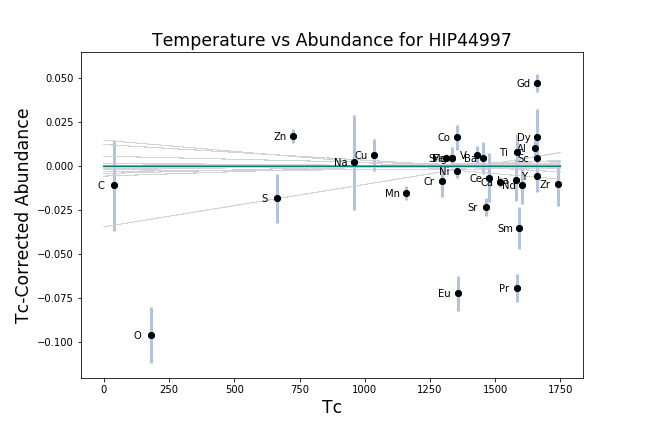 Temperature vs Abundance for HIP44997
Tc-Corrected Abundance
0.050
0.025
0.000
−0.025
−0.050
−0.075
−0.100
Gd
Zn
Co
Dy
Al
Ti
Cu
V
Ba
Sc
Na
Ni
C
Cr
Ce
Ca
La
Nd
Y
Zr
Mn
S
Sr
Sm
Pr
Eu
O
0 250 500 750 1000 1250 1500 1750
Tc